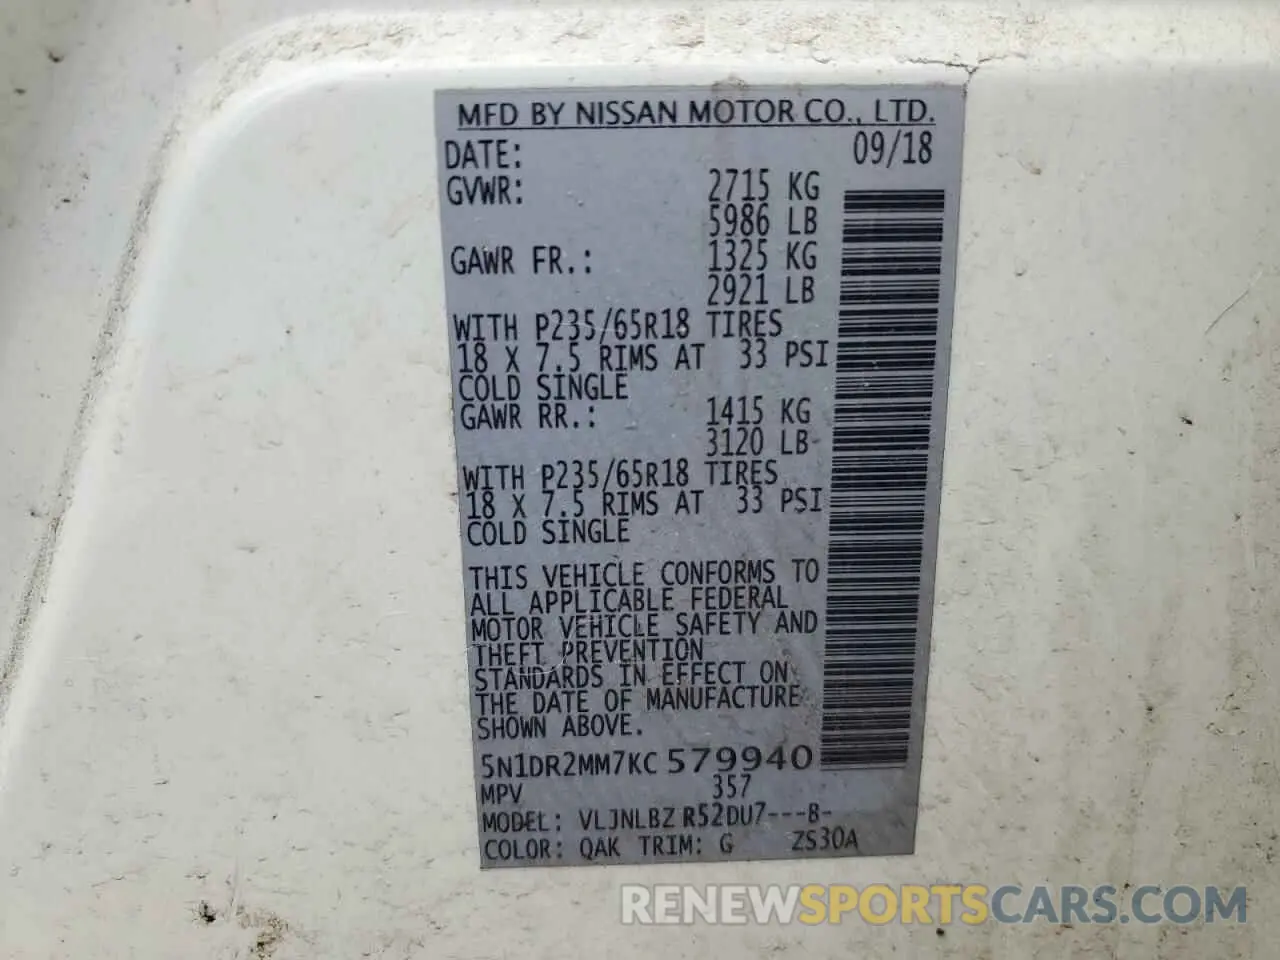 MFD BY NISSAN MOTOR CO., LTD.
DATE: 09/18
GVWR: 2715 KG
5986 LB
GAWR FR.: 1325 KG
2921 LB
WITH P235/65R18 TIRES
18 X 7.5 RIMS AT 33 PSI
COLD SINGLE
GAWR RR.: 1415 KG
3120 LB
WITH P235/65R18 TIRES
18 X 7.5 RIMS AT 33 PSI
COLD SINGLE
THIS VEHICLE CONFORMS TO
ALL APPLICABLE FEDERAL
MOTOR VEHICLE SAFETY AND
THEFT PREVENTION
STANDARDS IN EFFECT ON
THE DATE OF MANUFACTURE
SHOWN ABOVE.
5N1DR2MM7KC579940
MPV 357
MODEL: VLJNLBZ R52DU7---B-
COLOR: QAK TRIM: G ZS30A
RENEWSPORTSCARS.COM